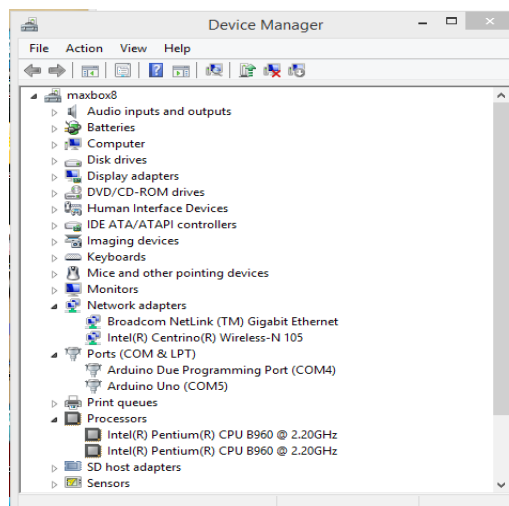 Device Manager
File Action View Help
maxbox8
Audio inputs and outputs
Batteries
Computer
Disk drives
Display adapters
DVD/CD-ROM drives
Human Interface Devices
IDE ATA/ATAPI controllers
Imaging devices
Keyboards
Mice and other pointing devices
Monitors
Network adapters
Broadcom NetLink (TM) Gigabit Ethernet
Intel(R) Centrino(R) Wireless-N 105
Ports (COM & LPT)
Arduino Due Programming Port (COM4)
Arduino Uno (COM5)
Print queues
Processors
Intel(R) Pentium(R) CPU B960 @ 2.20GHz
Intel(R) Pentium(R) CPU B960 @ 2.20GHz
SD host adapters
Sensors